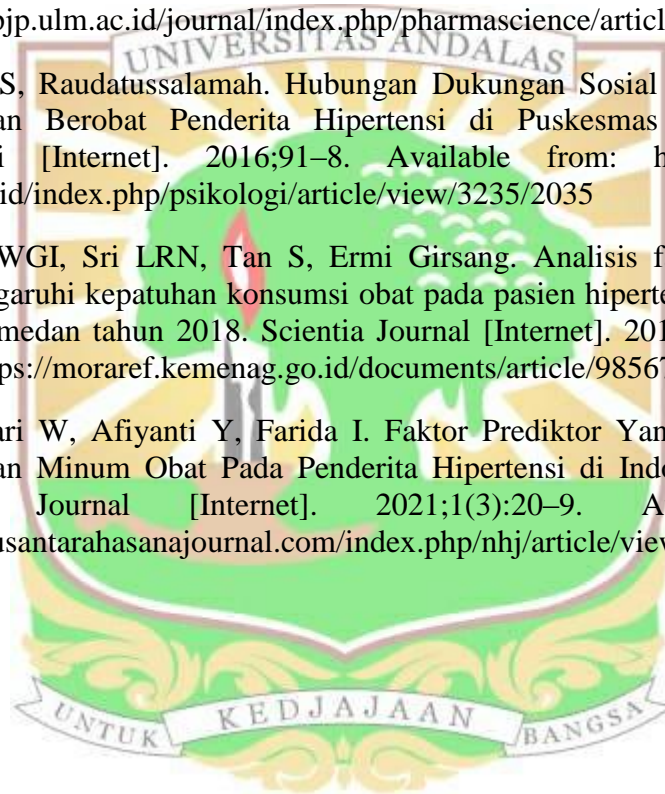 ojp.ulm.ac.id/journal/index.php/pharmascience/articl
UNIVERSITAS ANDALAS
S, Raudatussalamah. Hubungan Dukungan Sosial
an Berobat Penderita Hipertensi di Puskesmas
i [Internet]. 2016;91–8. Available from: h
id/index.php/psikologi/article/view/3235/2035
WGI, Sri LRN, Tan S, Ermi Girsang. Analisis f
garuhi kepatuhan konsumsi obat pada pasien hiperte
medan tahun 2018. Scientia Journal [Internet]. 201
ps://moraref.kemenag.go.id/documents/article/98567
ari W, Afiyanti Y, Farida I. Faktor Prediktor Yan
an Minum Obat Pada Penderita Hipertensi di Indo
Journal [Internet]. 2021;1(3):20–9. A
usantarahasanajournal.com/index.php/nhj/article/view
UNTUK KEDJAJAAN BANGSA